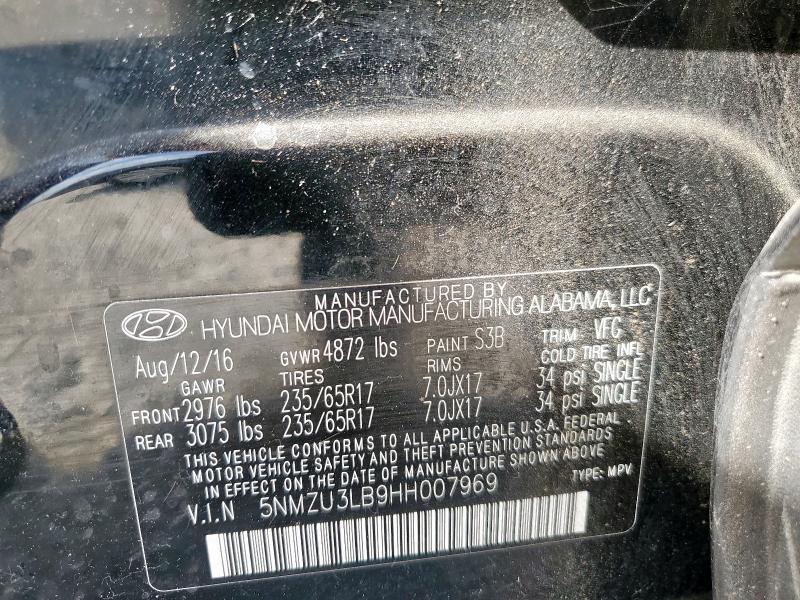 MANUFACTURED BY
HYUNDAI MOTOR MANUFACTURING ALABAMA, LLC
Aug/12/16 GVWR 4872 lbs PAINT S3B TRIM VFC
GAWR TIRES RIMS COLD TIRE INFL
FRONT 2976 lbs 235/65R17 7.0JX17 34 psi SINGLE
REAR 3075 lbs 235/65R17 7.0JX17 34 psi SINGLE
THIS VEHICLE CONFORMS TO ALL APPLICABLE U.S.A. FEDERAL
MOTOR VEHICLE SAFETY AND THEFT PREVENTION STANDARDS
IN EFFECT ON THE DATE OF MANUFACTURE SHOWN ABOVE
V.I.N 5NMZU3LB9HH007969 TYPE: MPV